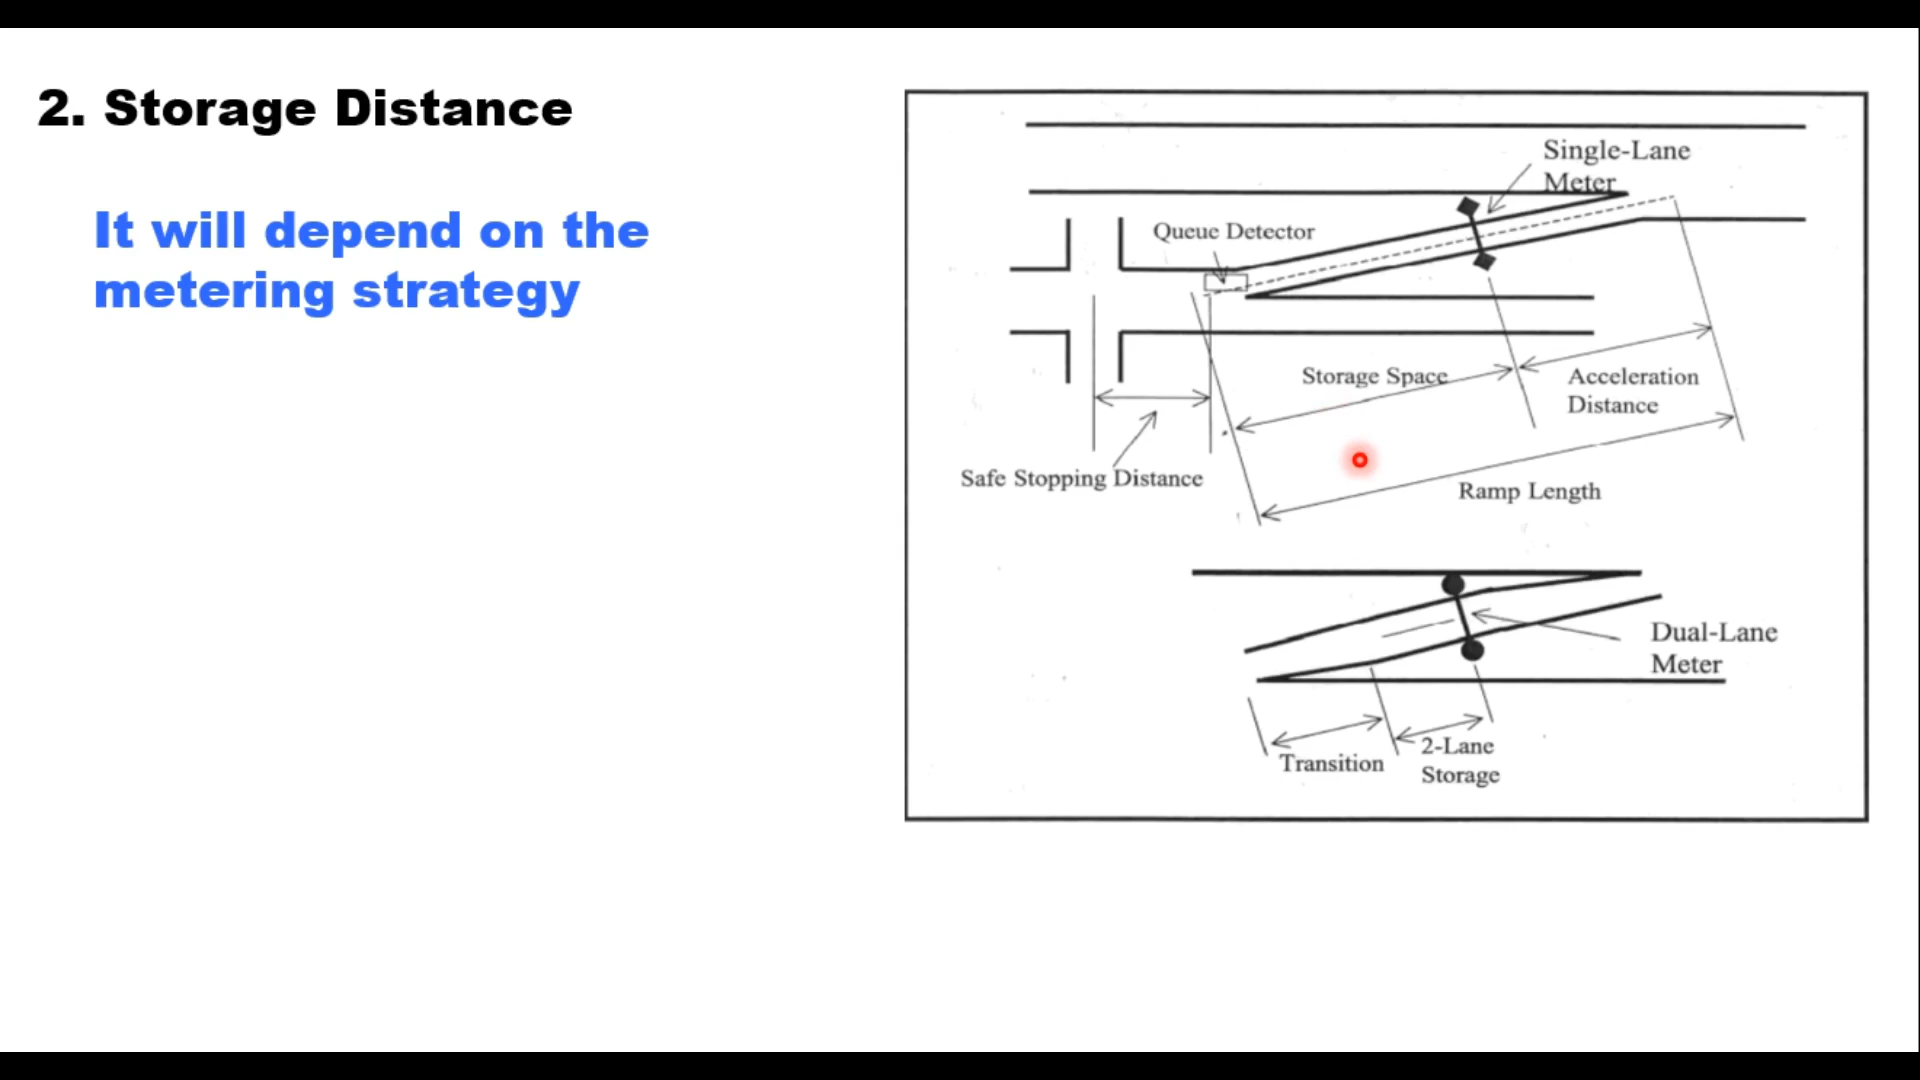 2. Storage Distance
It will depend on the
metering strategy
Single-Lane
Meter
Queue Detector
Storage Space
Acceleration
Distance
Safe Stopping Distance
Ramp Length
Dual-Lane
Meter
2-Lane
Storage
Transition